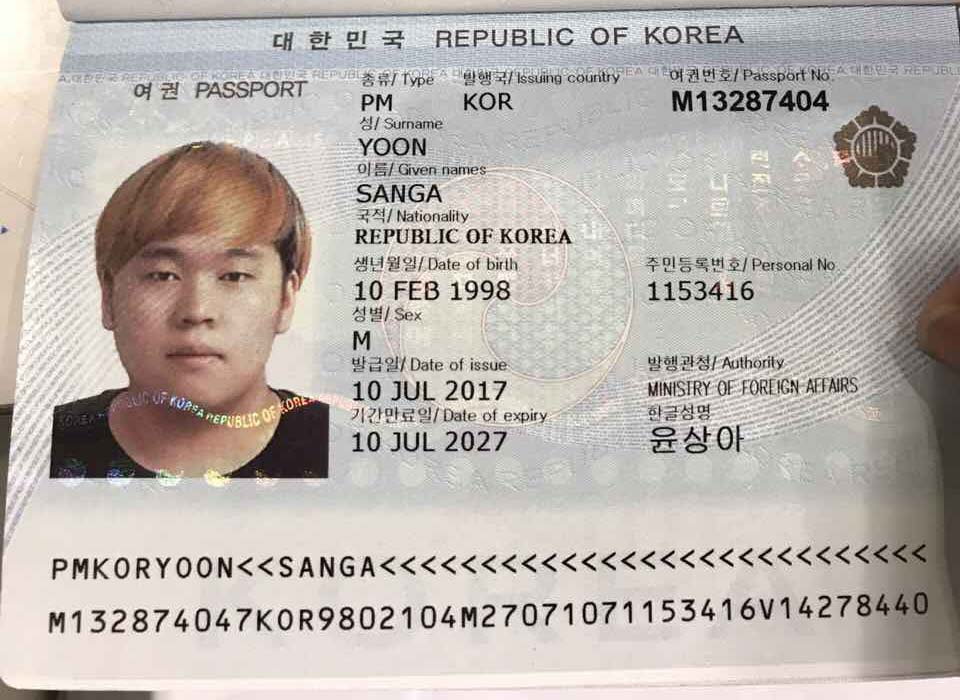 대한민국 REPUBLIC OF KOREA
여권 PASSPORT
종류/ Type 발행국/ Issuing country 여권번호/ Passport No.
PM KOR M13287404
성/ Surname
YOON
이름/ Given names
SANGA
국적/ Nationality
REPUBLIC OF KOREA
생년월일/ Date of birth 주민등록번호/ Personal No.
10 FEB 1998 1153416
성별/ Sex
M
발급일/ Date of issue 발행관청/ Authority
10 JUL 2017 MINISTRY OF FOREIGN AFFAIRS
기간만료일/ Date of expiry 한글성명
10 JUL 2027 윤상아
PMKORYOON<<SANGA<<<<<<<<<<<<<<<<<<<<<<<<<<<<
M132874047KOR9802104M27071071153416V14278440